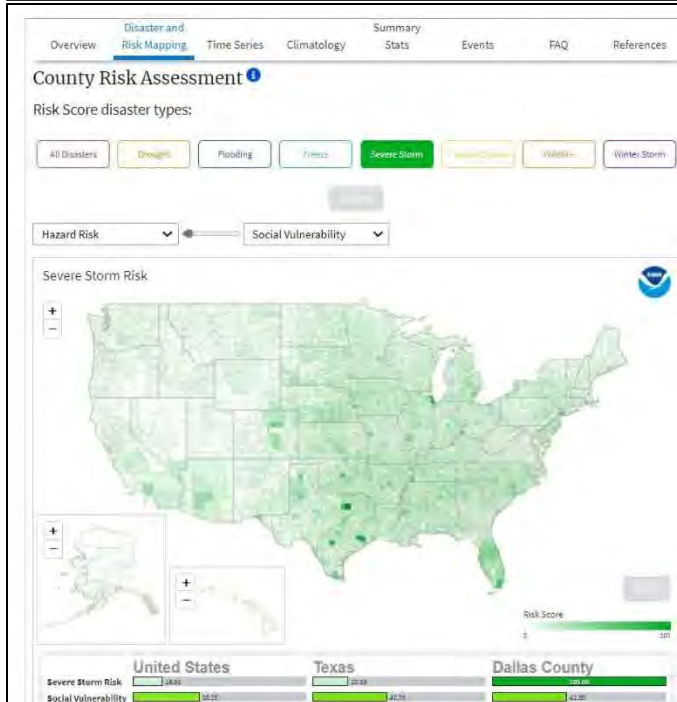 Disaster and
Summary
Overview Risk Mapping Time Series Climatology Stats Events FAQ References
County Risk Assessment
Risk Score disaster types:
All Disasters Drought Flooding Freeze Severe Storm Wildfire Winter Storm
Hazard Risk Social Vulnerability
Severe Storm Risk
+
−
+
−
+
−
Risk Score
0 100
United States Texas Dallas County
Severe Storm Risk 100.00
Social Vulnerability